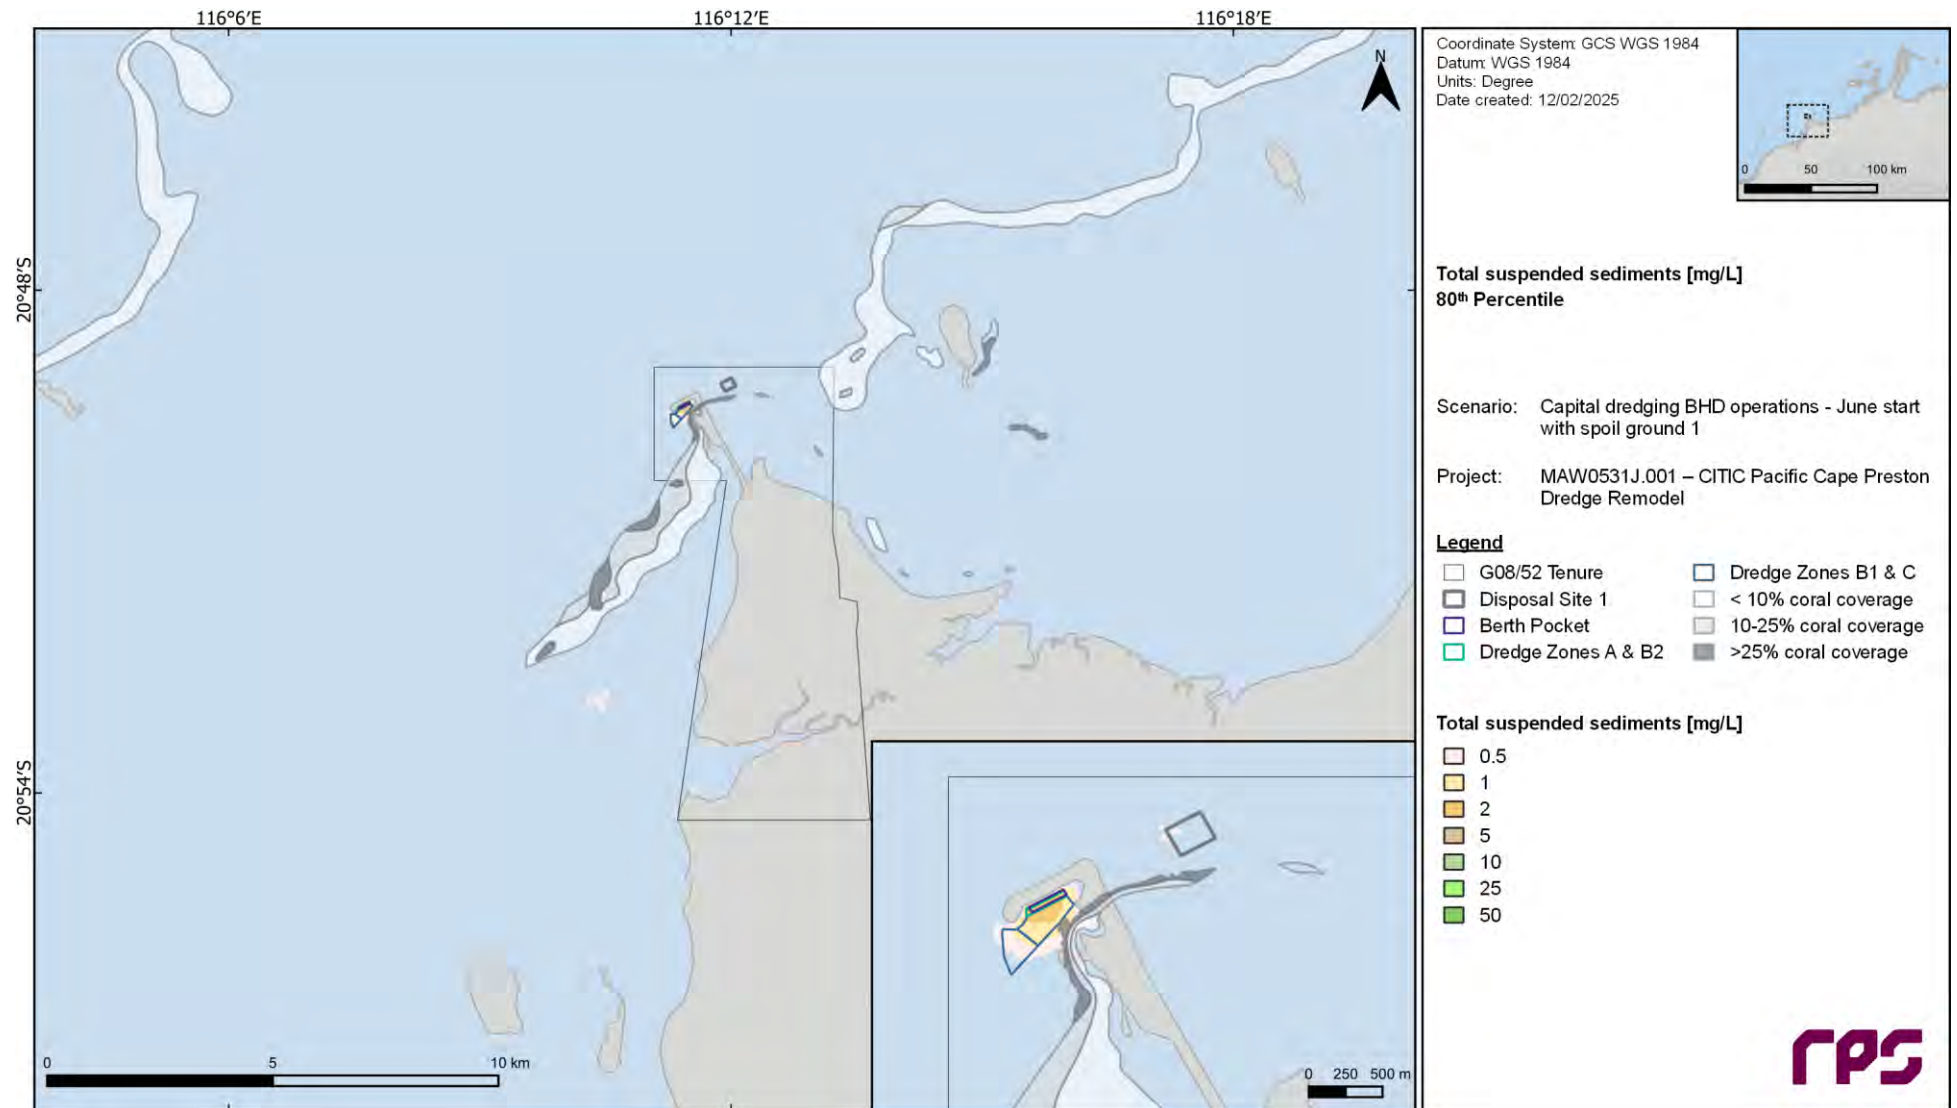 116°6′E
116°12′E
116°18′E
20°48′S
20°54′S
N
0 5 10 km
0 250 500 m
Coordinate System: GCS WGS 1984
Datum: WGS 1984
Units: Degree
Date created: 12/02/2025
0 50 100 km
Total suspended sediments [mg/L]
80th Percentile
Scenario: Capital dredging BHD operations - June start
with spoil ground 1
Project: MAW0531J.001 – CITIC Pacific Cape Preston
Dredge Remodel
Legend
G08/52 Tenure
Disposal Site 1
Berth Pocket
Dredge Zones A & B2
Dredge Zones B1 & C
< 10% coral coverage
10-25% coral coverage
>25% coral coverage
Total suspended sediments [mg/L]
0.5
1
2
5
10
25
50
rps